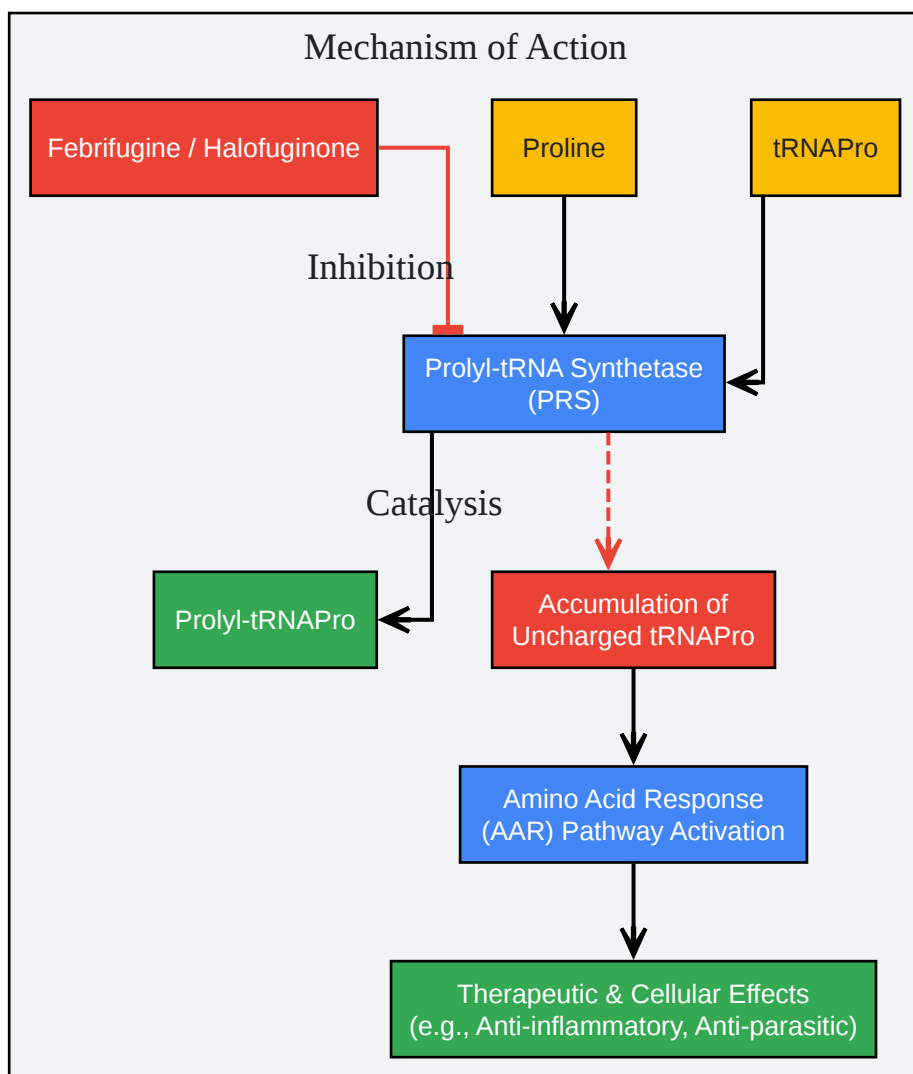 Mechanism of Action
Febrifugine / Halofuginone
Proline
tRNAPro
Inhibition
Prolyl-tRNA Synthetase
(PRS)
Catalysis
Prolyl-tRNAPro
Accumulation of
Uncharged tRNAPro
Amino Acid Response
(AAR) Pathway Activation
Therapeutic & Cellular Effects
(e.g., Anti-inflammatory, Anti-parasitic)